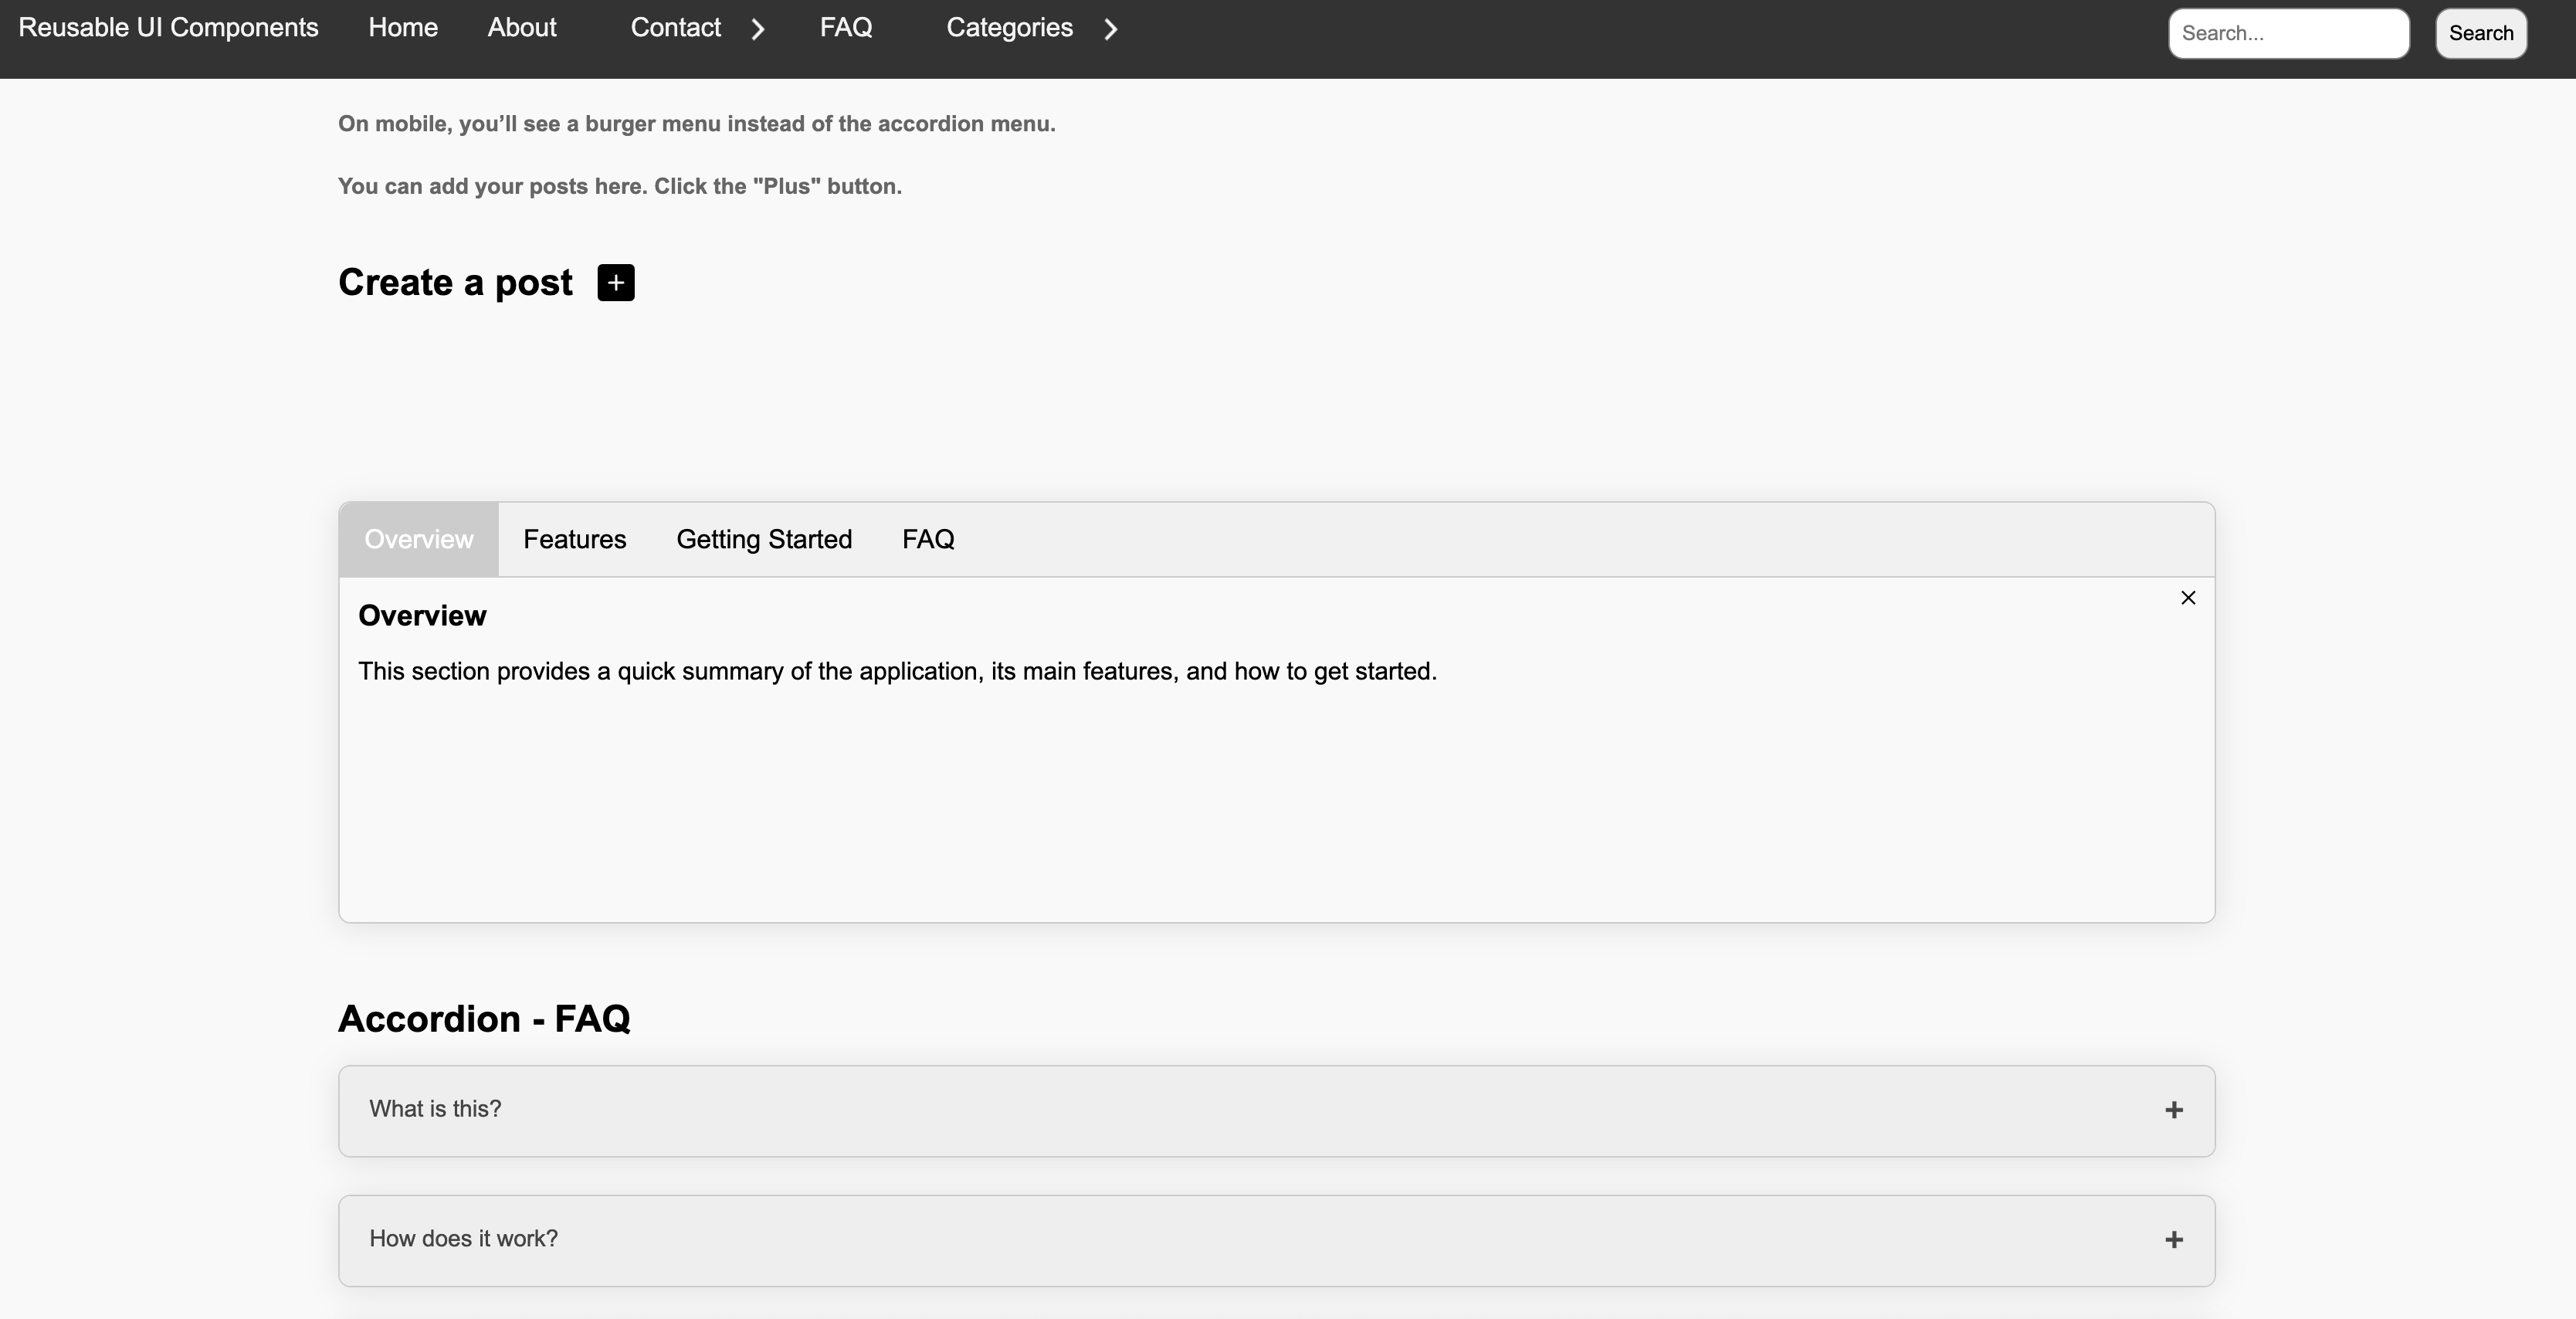 Reusable UI Components Home About Contact FAQ Categories Search... Search
On mobile, you’ll see a burger menu instead of the accordion menu.
You can add your posts here. Click the "Plus" button.
Create a post +
Overview Features Getting Started FAQ
Overview
This section provides a quick summary of the application, its main features, and how to get started.
Accordion - FAQ
What is this? +
How does it work? +